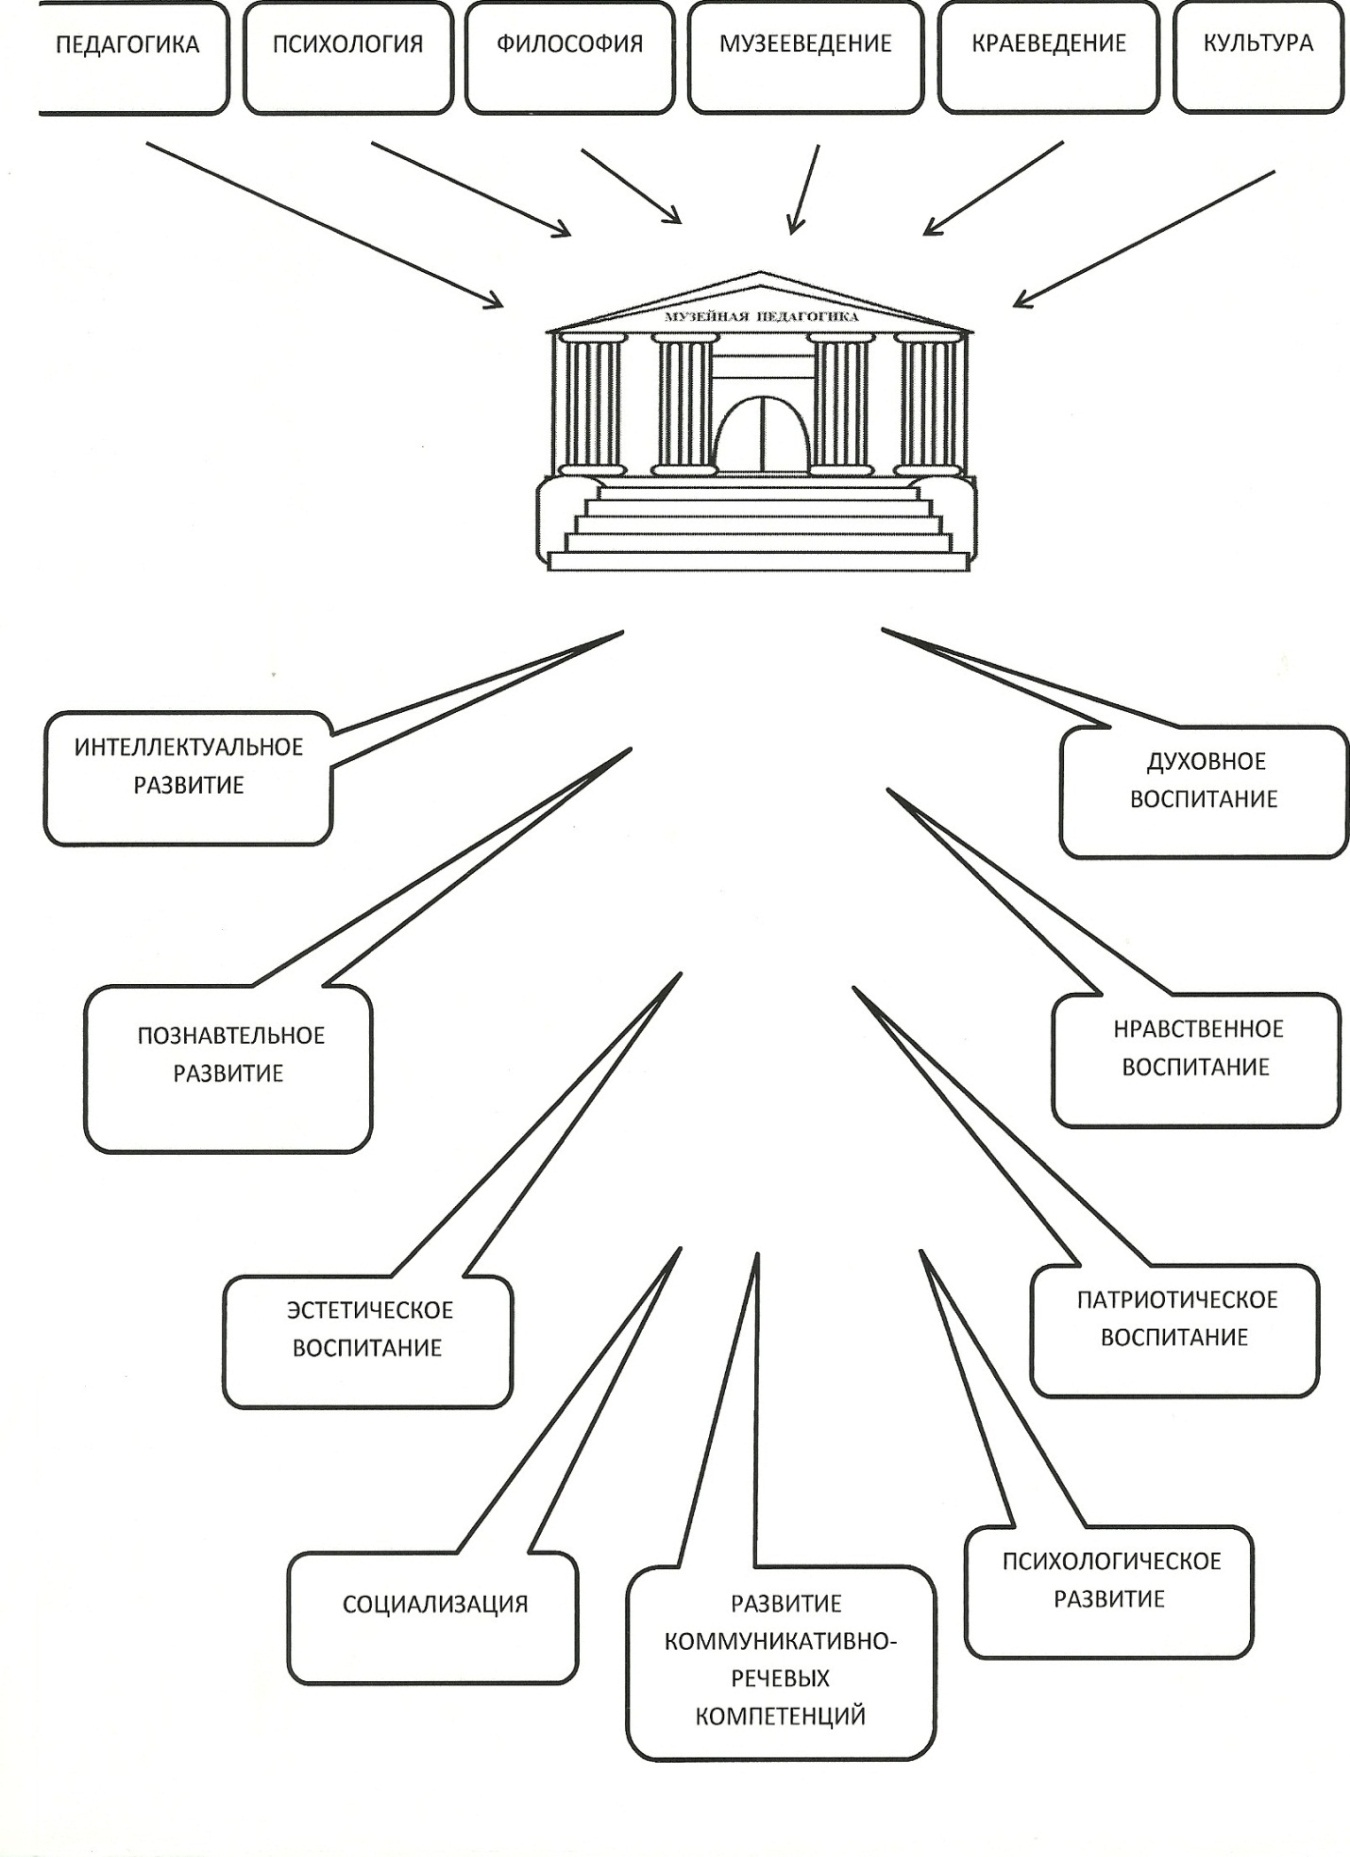 ПЕДАГОГИКА
ПСИХОЛОГИЯ
ФИЛОСОФИЯ
МУЗЕЕВЕДЕНИЕ
КРАЕВЕДЕНИЕ
КУЛЬТУРА
МУЗЕЙНАЯ ПЕДАГОГИКА
ИНТЕЛЛЕКТУАЛЬНОЕ
РАЗВИТИЕ
ДУХОВНОЕ
ВОСПИТАНИЕ
ПОЗНАВТЕЛЬНОЕ
РАЗВИТИЕ
НРАВСТВЕННОЕ
ВОСПИТАНИЕ
ЭСТЕТИЧЕСКОЕ
ВОСПИТАНИЕ
ПАТРИОТИЧЕСКОЕ
ВОСПИТАНИЕ
СОЦИАЛИЗАЦИЯ
РАЗВИТИЕ
КОММУНИКАТИВНО-
РЕЧЕВЫХ
КОМПЕТЕНЦИЙ
ПСИХОЛОГИЧЕСКОЕ
РАЗВИТИЕ